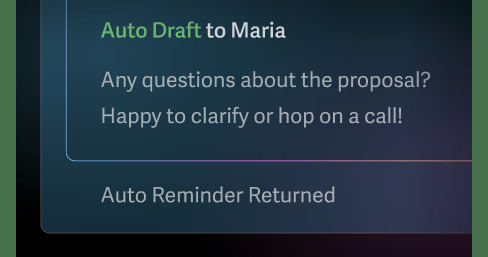 Auto Draft to Maria
Any questions about the proposal?
Happy to clarify or hop on a call!
Auto Reminder Returned